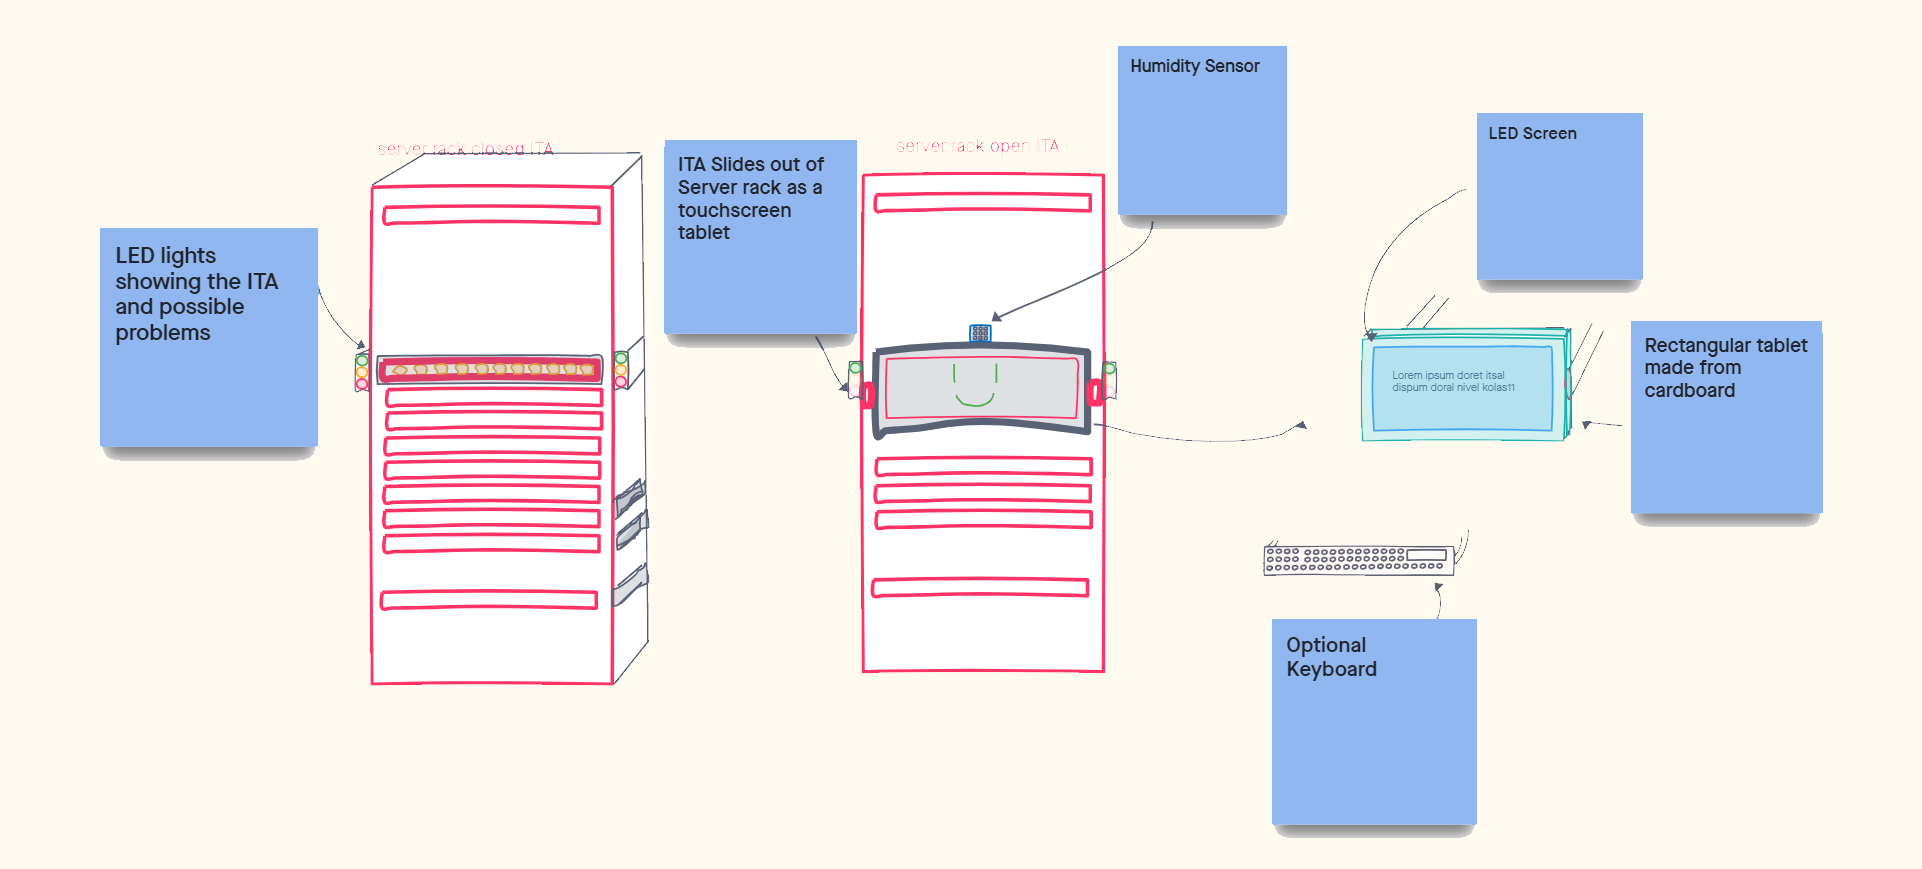 server rack closed ITA
LED lights
showing the ITA
and possible
problems
ITA Slides out of
Server rack as a
touchscreen
tablet
server rack open ITA
Humidity Sensor
LED Screen
Lorem ipsum doret itsal
dispum doral nivel kolas11
Rectangular tablet
made from
cardboard
Optional
Keyboard